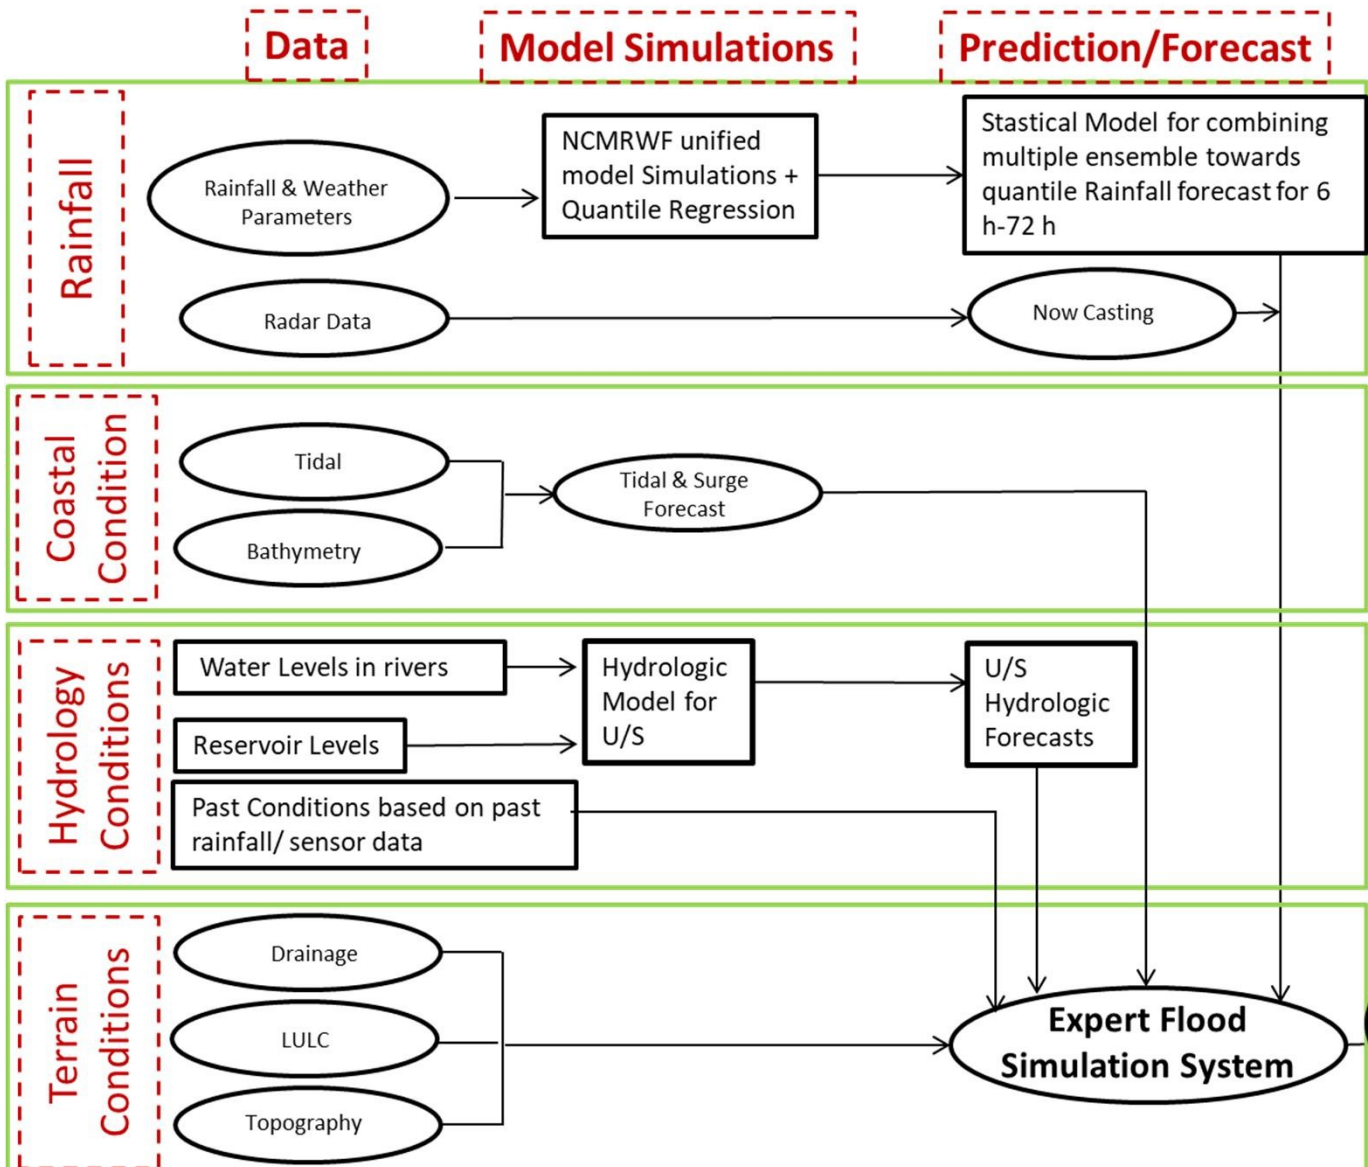 Data
Model Simulations
Prediction/Forecast
Rainfall
Rainfall & Weather
Parameters
NCMRWF unified
model Simulations +
Quantile Regression
Stastical Model for combining
multiple ensemble towards
quantile Rainfall forecast for 6
h-72 h
Radar Data
Now Casting
Coastal
Condition
Tidal
Bathymetry
Tidal & Surge
Forecast
Hydrology
Conditions
Water Levels in rivers
Reservoir Levels
Past Conditions based on past
rainfall/ sensor data
Hydrologic
Model for
U/S
U/S
Hydrologic
Forecasts
Terrain
Conditions
Drainage
LULC
Topography
Expert Flood
Simulation System